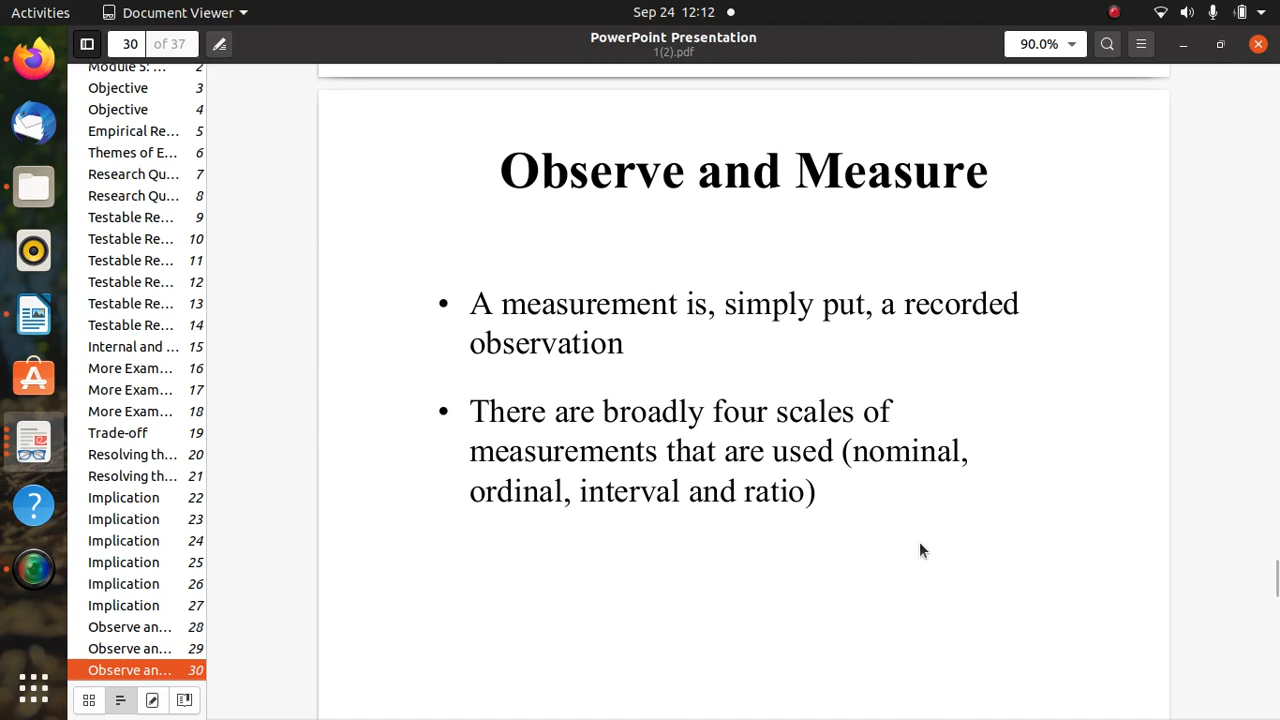 Activities
Document Viewer
Sep 24 12:12
30 of 37
PowerPoint Presentation
1(2).pdf
90.0%
Module 5: ... 2
Objective 3
Objective 4
Empirical Re... 5
Themes of E... 6
Research Qu... 7
Research Qu... 8
Testable Re... 9
Testable Re... 10
Testable Re... 11
Testable Re... 12
Testable Re... 13
Testable Re... 14
Internal and ... 15
More Exam... 16
More Exam... 17
More Exam... 18
Trade-off 19
Resolving th... 20
Resolving th... 21
Implication 22
Implication 23
Implication 24
Implication 25
Implication 26
Implication 27
Observe an... 28
Observe an... 29
Observe an... 30
Observe and Measure
• A measurement is, simply put, a recorded
observation
• There are broadly four scales of
measurements that are used (nominal,
ordinal, interval and ratio)